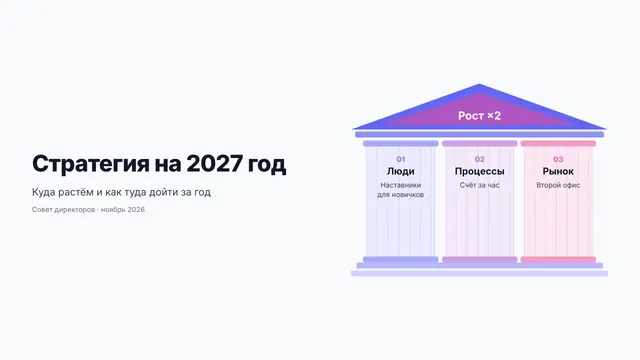 Стратегия на 2027 год
Куда растём и как туда дойти за год
Совет директоров · ноябрь 2026
Рост ×2
01
Люди
Наставники
для новичков
02
Процессы
Счёт за час
03
Рынок
Второй офис